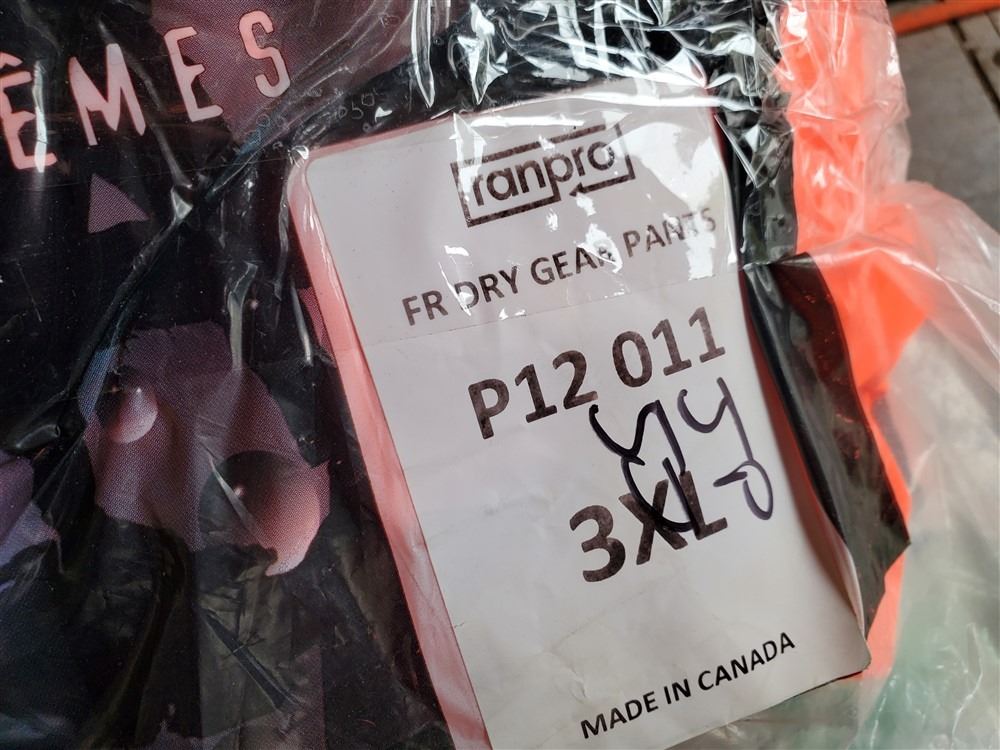 ÊMES
ranpro
FR DRY GEAR PANTS
P12 011
3XL
MADE IN CANADA